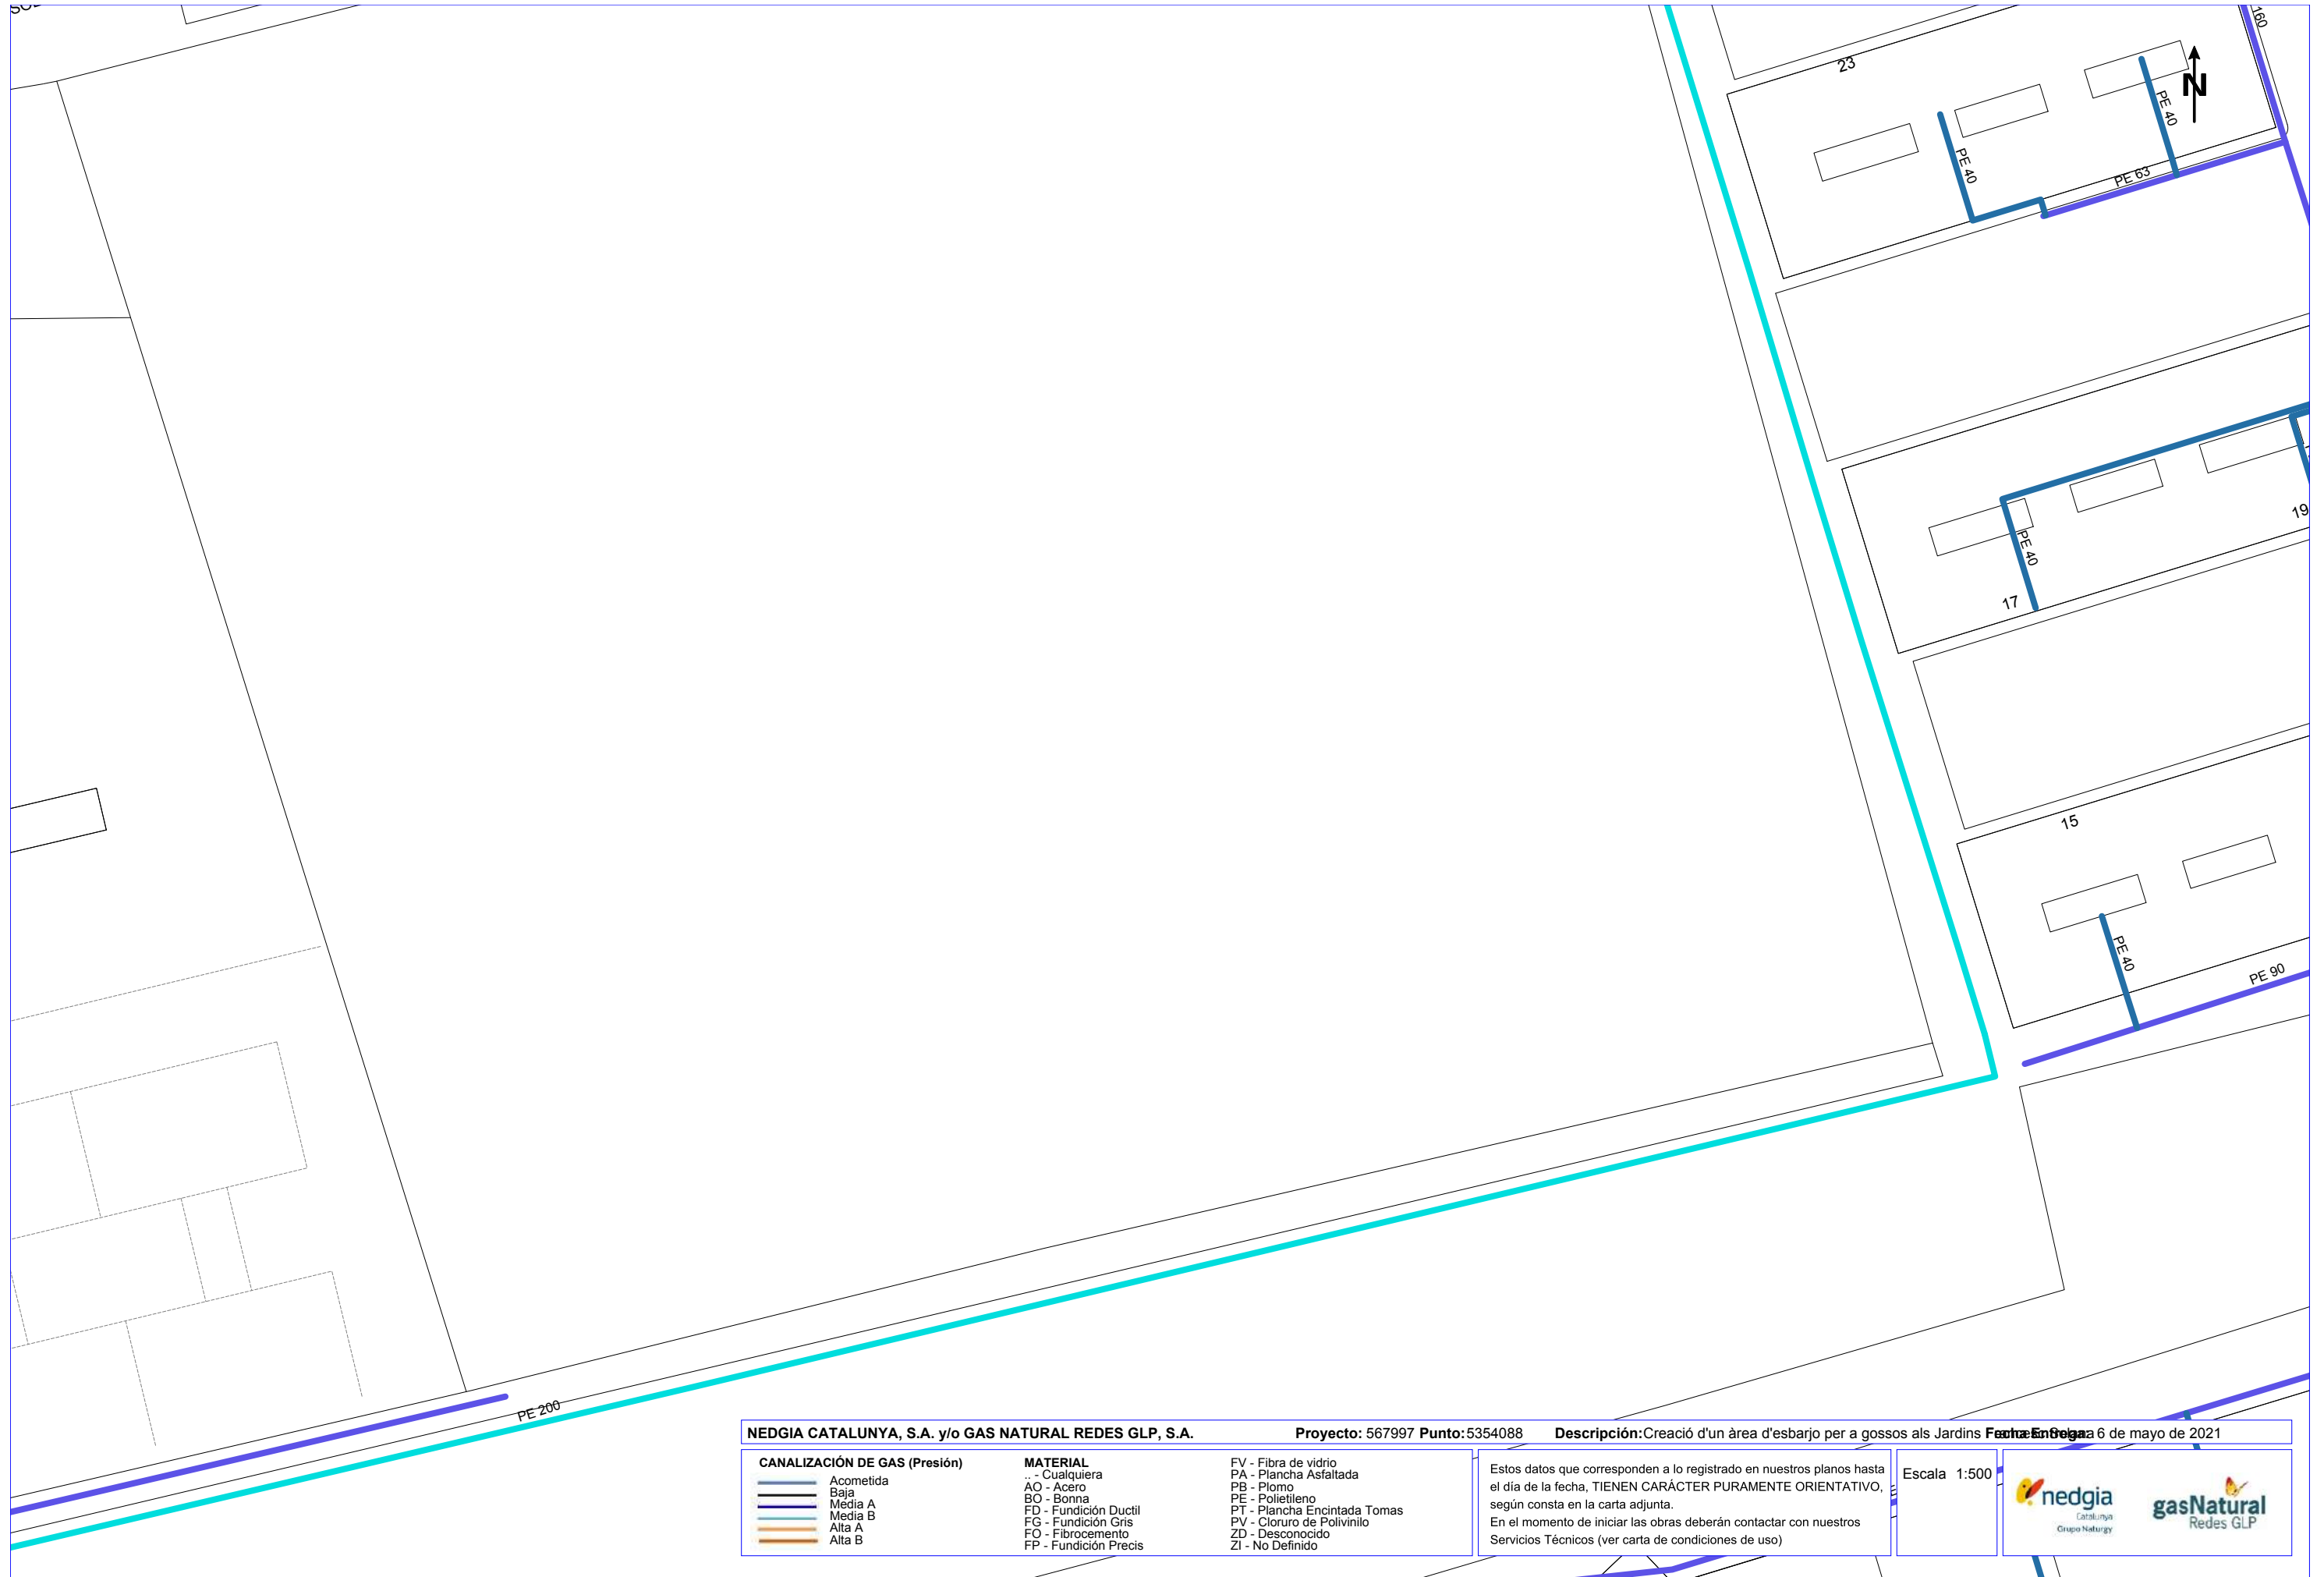 160
23
N
PE 40
PE 40
PE 63
19
PE 40
17
15
PE 40
PE 90
PE 200
NEDGIA CATALUNYA, S.A. y/o GAS NATURAL REDES GLP, S.A. Proyecto: 567997 Punto: 5354088 Descripción: Creació d'un àrea d'esbarjo per a gossos als Jardins Fecha Entrega: 6 de mayo de 2021
CANALIZACIÓN DE GAS (Presión)
Acometida
Baja
Media A
Media B
Alta A
Alta B
MATERIAL
.. - Cualquiera
AO - Acero
BO - Bonna
FD - Fundición Ductil
FG - Fundición Gris
FO - Fibrocemento
FP - Fundición Precis
FV - Fibra de vidrio
PA - Plancha Asfaltada
PB - Plomo
PE - Polietileno
PT - Plancha Encintada Tomas
PV - Cloruro de Polivinilo
ZD - Desconocido
ZI - No Definido
Estos datos que corresponden a lo registrado en nuestros planos hasta
el día de la fecha, TIENEN CARÁCTER PURAMENTE ORIENTATIVO,
según consta en la carta adjunta.
En el momento de iniciar las obras deberán contactar con nuestros
Servicios Técnicos (ver carta de condiciones de uso)
Escala 1:500
nedgia
Catalunya
Grupo Naturgy
gasNatural
Redes GLP